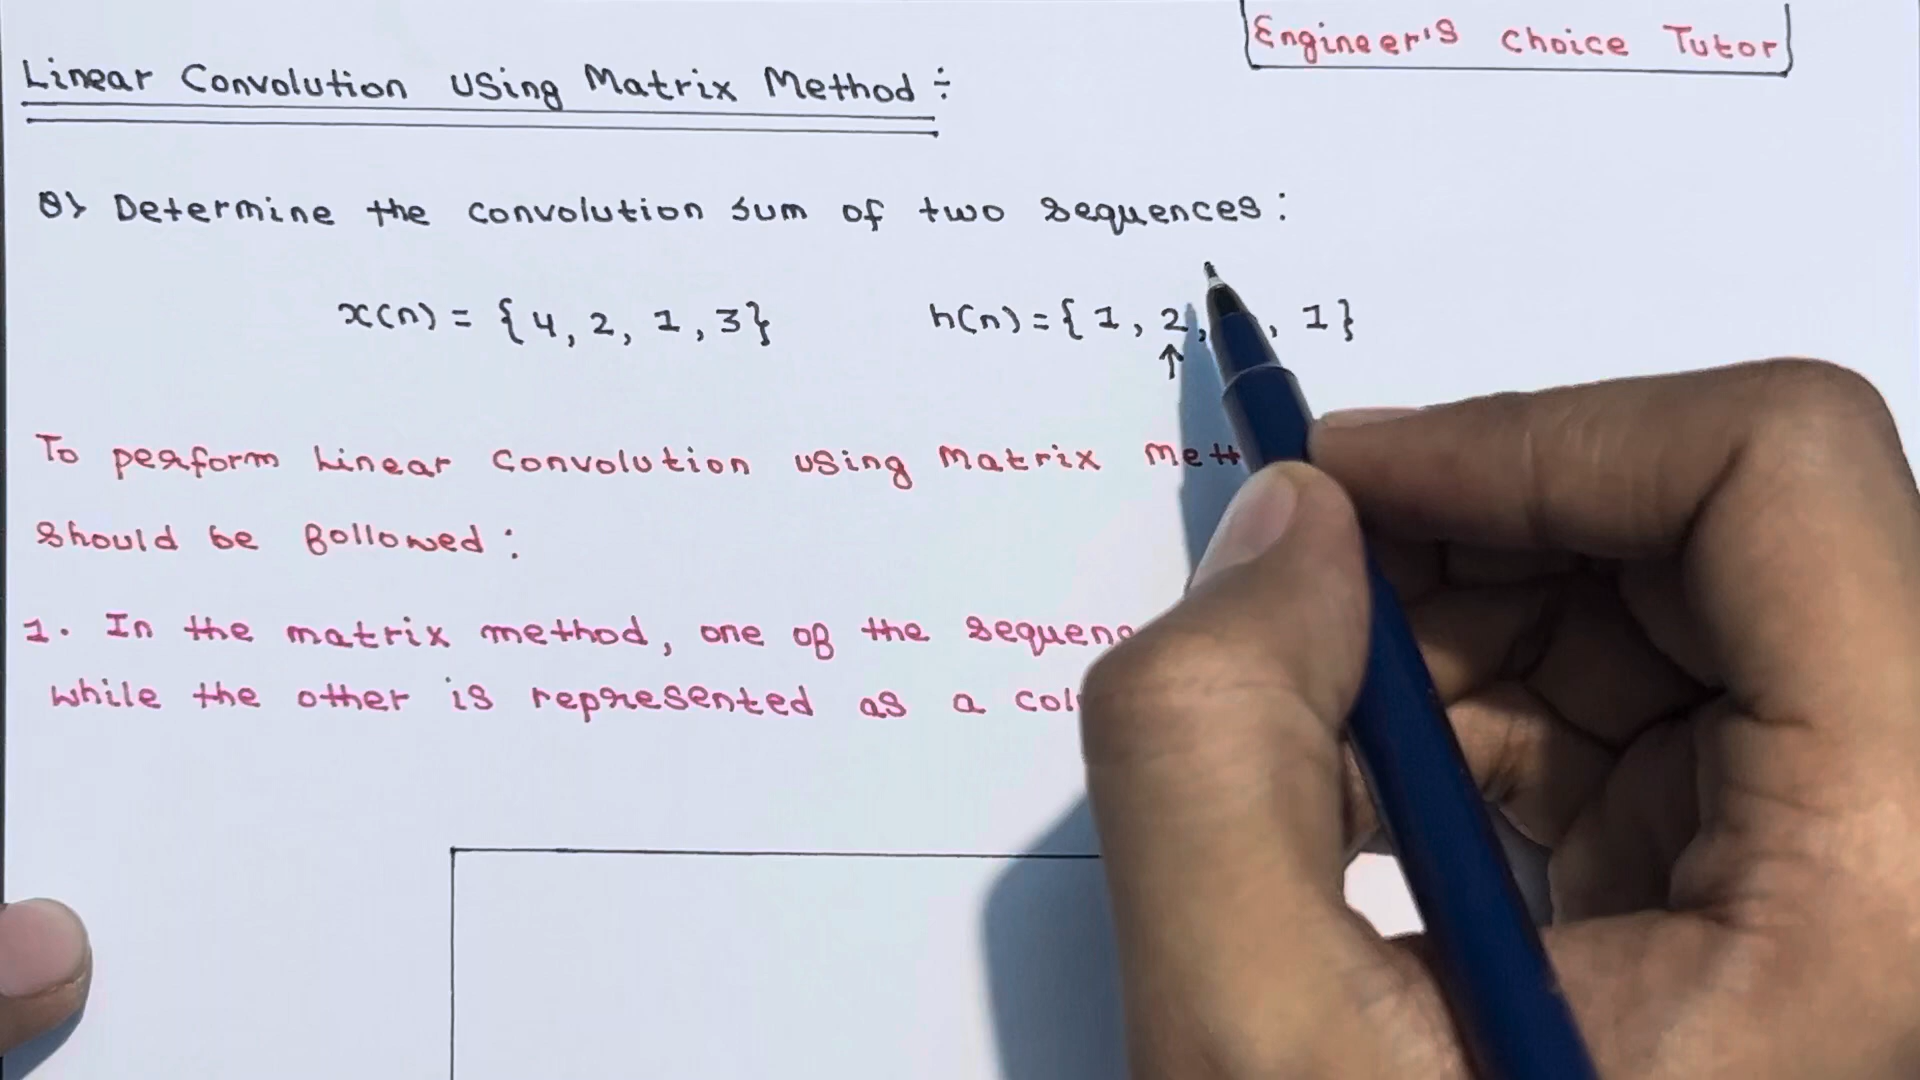 Engineer's Choice Tutor
Linear Convolution Using Matrix Method ÷
Q> Determine the convolution sum of two sequences:
x(n) = {4, 2, 1, 3} h(n) = {1, 2, , 1}
↑
To perform Linear convolution using Matrix
should be followed :
1. In the matrix method, one of the
while the other is represented as a